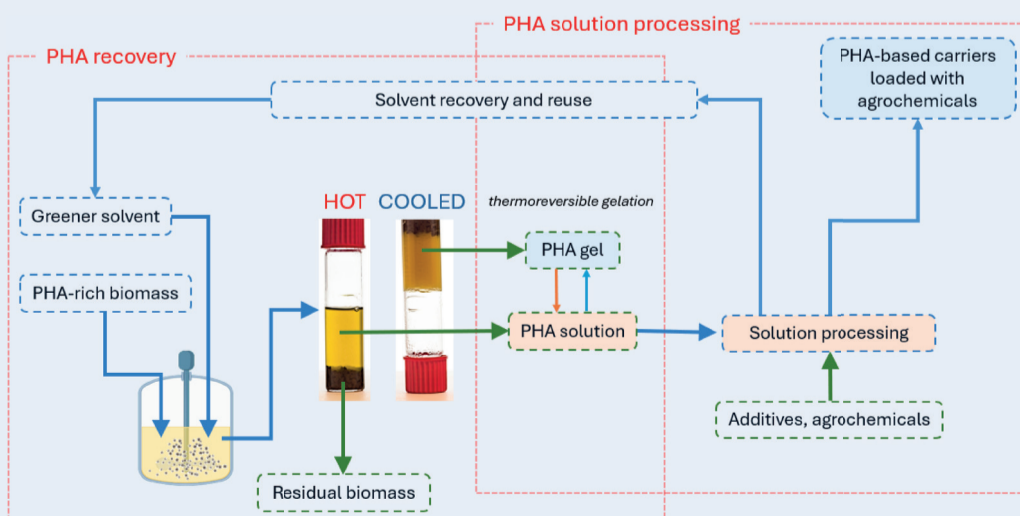 PHA solution processing
PHA recovery
PHA-based carriers
loaded with
agrochemicals
Solvent recovery and reuse
HOT
COOLED
thermoreversible gelation
Greener solvent
PHA gel
PHA-rich biomass
PHA solution
Solution processing
Additives, agrochemicals
Residual biomass